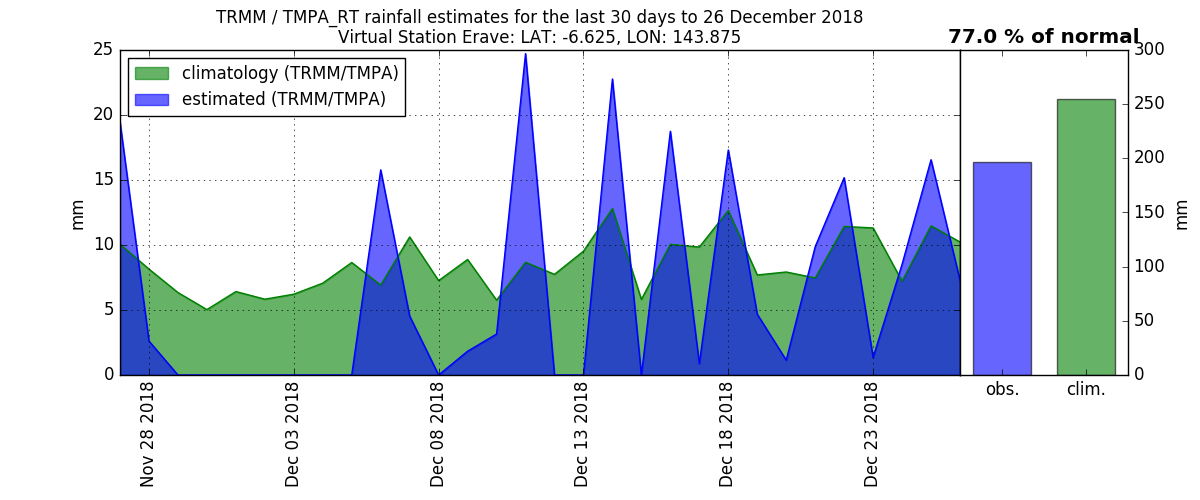 TRMM / TMPA_RT rainfall estimates for the last 30 days to 26 December 2018
Virtual Station Erave: LAT: -6.625, LON: 143.875
77.0 % of normal
climatology (TRMM/TMPA)
estimated (TRMM/TMPA)
25
20
15
10
5
0
mm
Nov 28 2018
Dec 03 2018
Dec 08 2018
Dec 13 2018
Dec 18 2018
Dec 23 2018
obs.
clim.
300
250
200
150
100
50
0
mm